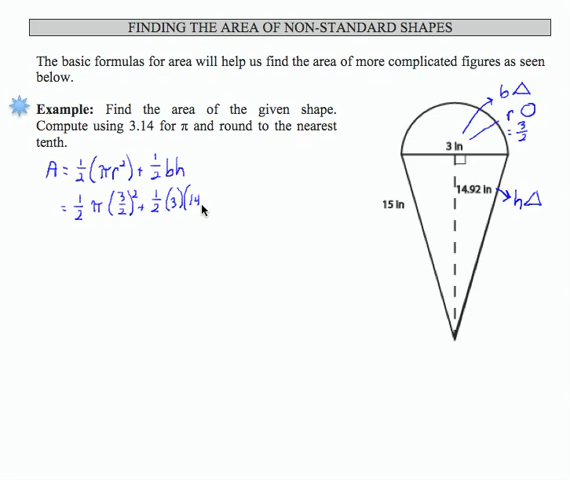 FINDING THE AREA OF NON-STANDARD SHAPES
The basic formulas for area will help us find the area of more complicated figures as seen
below.
Example: Find the area of the given shape.
Compute using 3.14 for π and round to the nearest
tenth.
A = 1/2 (πr²) + 1/2 bh
= 1/2 π (3/2)² + 1/2 (3)(14
b △
r ○
= 3/2
3 in
14.92 in
h △
15 in